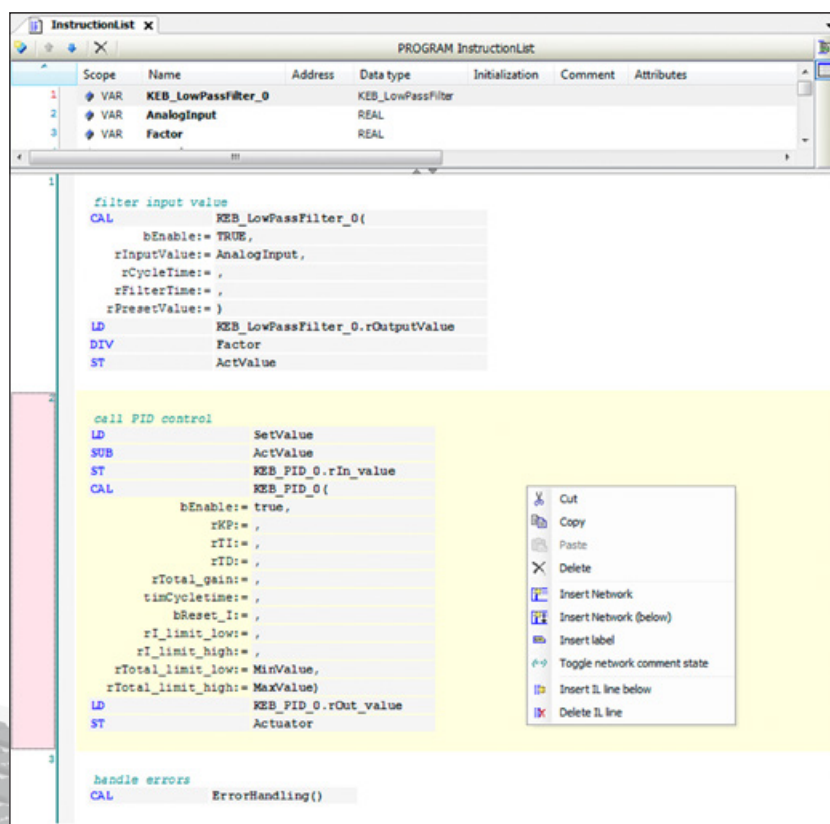 InstructionList X
PROGRAM InstructionList
Scope Name Address Data type Initialization Comment Attributes
1 VAR KEB_LowPassFilter_0 KEB_LowPassFilter
2 VAR AnalogInput REAL
3 VAR Factor REAL
1
filter input value
CAL KEB_LowPassFilter_0(
bEnable:= TRUE,
rInputValue:= AnalogInput,
rCycleTime:= ,
rFilterTime:= ,
rPresetValue:= )
LD KEB_LowPassFilter_0.rOutputValue
DIV Factor
ST ActValue
2
call PID control
LD SetValue
SUB ActValue
ST KEB_PID_0.rIn_value
CAL KEB_PID_0(
bEnable:= true,
rKP:= ,
rTI:= ,
rTD:= ,
rTotal_gain:= ,
timCycletime:= ,
bReset_I:= ,
rI_limit_low:= ,
rI_limit_high:= ,
rTotal_limit_low:= MinValue,
rTotal_limit_high:= MaxValue)
LD KEB_PID_0.rOut_value
ST Actuator
Cut
Copy
Paste
Delete
Insert Network
Insert Network (below)
Insert label
Toggle network comment state
Insert IL line below
Delete IL line
3
handle errors
CAL ErrorHandling()